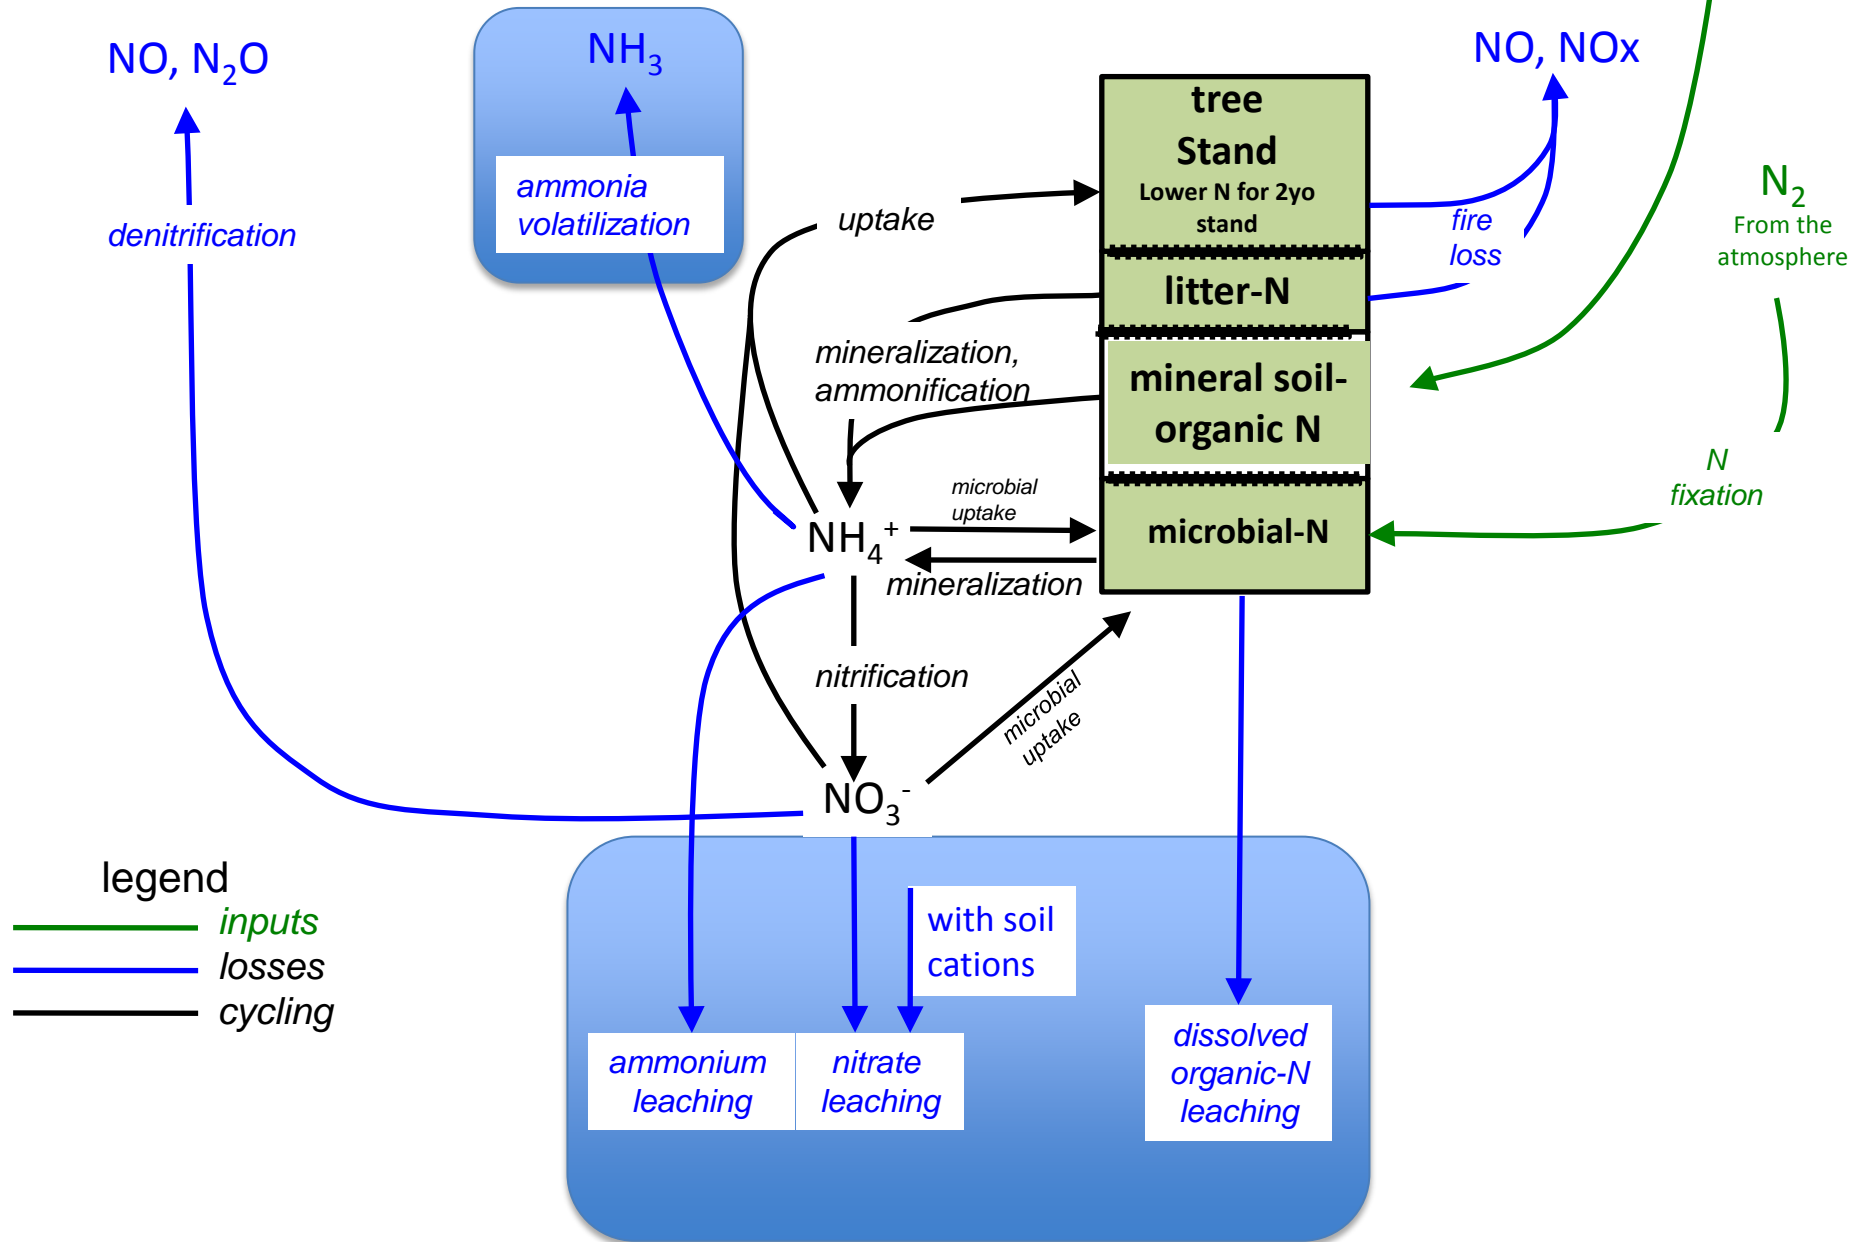 NO, N₂O
denitrification
NH₃
ammonia
volatilization
uptake
mineralization,
ammonification
NH₄⁺
microbial
uptake
mineralization
nitrification
NO₃⁻
microbial
uptake
tree
Stand
Lower N for 2yo
stand
litter-N
mineral soil-
organic N
microbial-N
NO, NOx
fire
loss
N₂
From the
atmosphere
N
fixation
legend
inputs
losses
cycling
with soil
cations
ammonium
leaching
nitrate
leaching
dissolved
organic-N
leaching